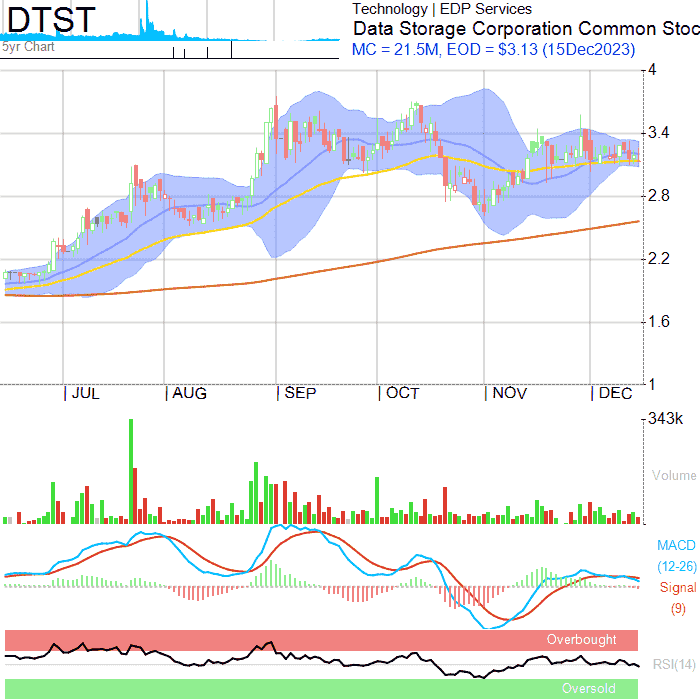 DTST
5yr Chart
Technology | EDP Services
Data Storage Corporation Common Stoc
MC = 21.5M, EOD = $3.13 (15Dec2023)
4
3.4
2.8
2.2
1.6
1
JUL
AUG
SEP
OCT
NOV
DEC
343k
Volume
MACD
(12-26)
Signal
(9)
Overbought
RSI(14)
Oversold